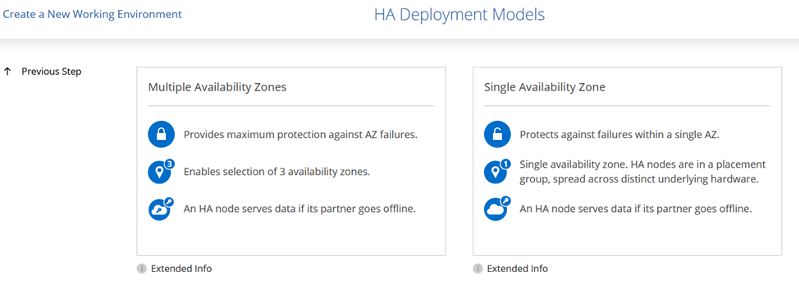 Create a New Working Environment
HA Deployment Models
Previous Step
Multiple Availability Zones
Provides maximum protection against AZ failures.
3
Enables selection of 3 availability zones.
An HA node serves data if its partner goes offline.
i Extended Info
Single Availability Zone
Protects against failures within a single AZ.
1
Single availability zone. HA nodes are in a placement
group, spread across distinct underlying hardware.
An HA node serves data if its partner goes offline.
i Extended Info